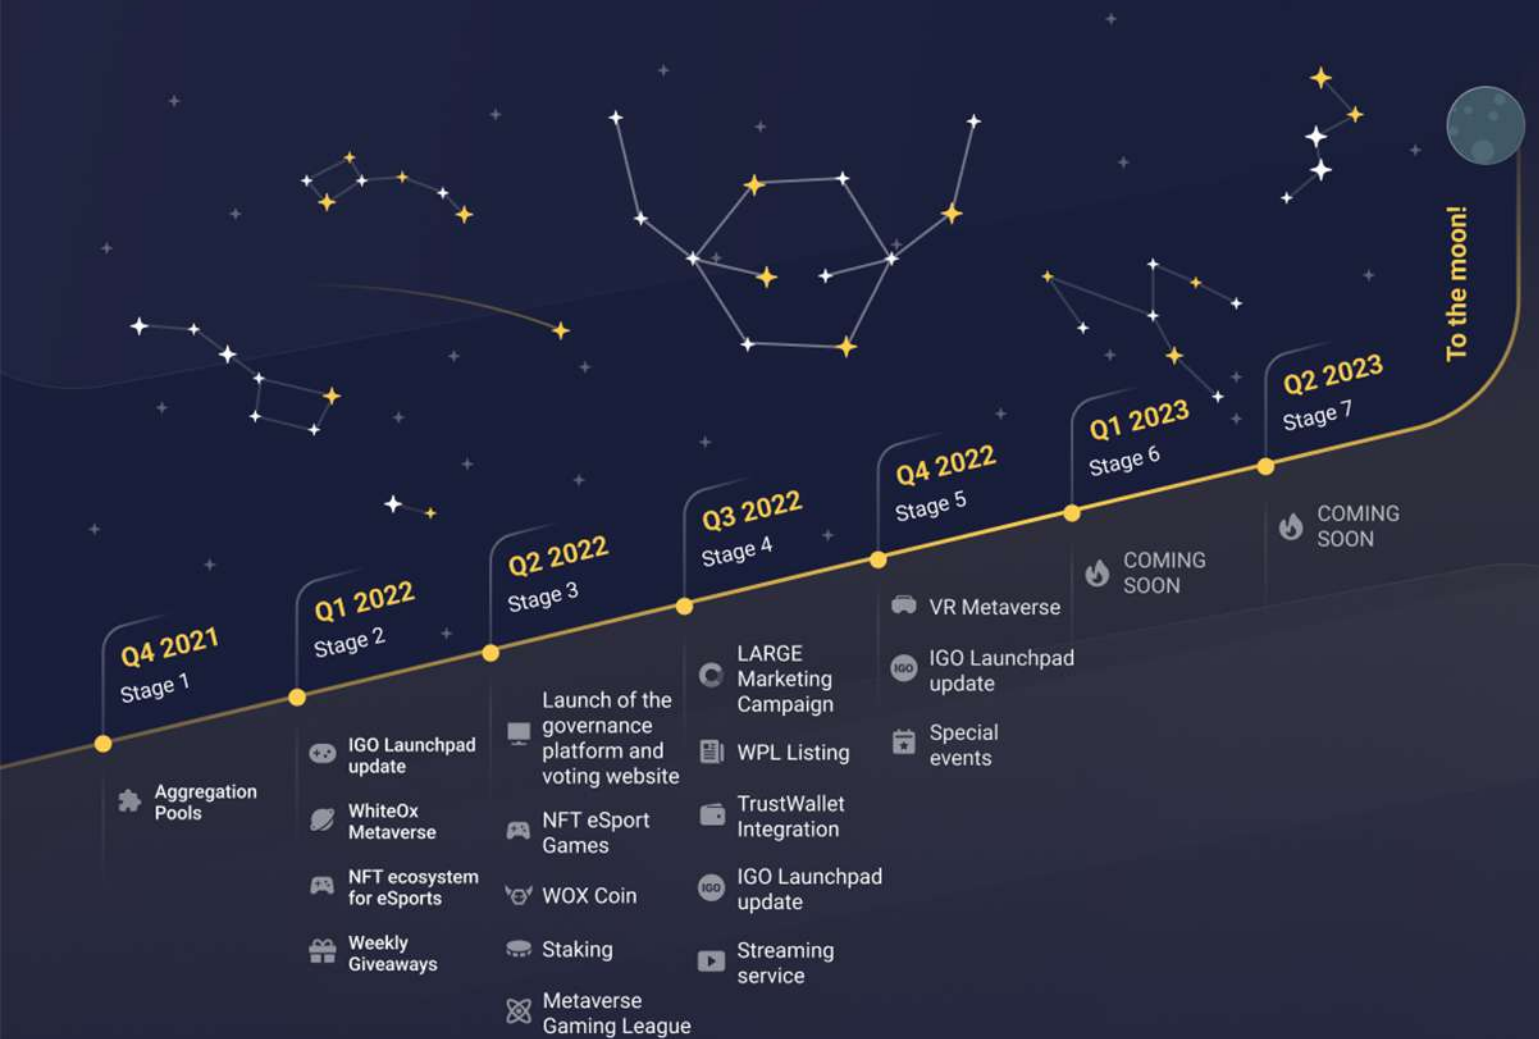 To the moon!
Q4 2021
Stage 1
Aggregation
Pools
Q1 2022
Stage 2
IGO Launchpad
update
WhiteOx
Metaverse
NFT ecosystem
for eSports
Weekly
Giveaways
Q2 2022
Stage 3
Launch of the
governance
platform and
voting website
NFT eSport
Games
WOX Coin
Staking
Metaverse
Gaming League
Q3 2022
Stage 4
LARGE
Marketing
Campaign
WPL Listing
TrustWallet
Integration
IGO
IGO Launchpad
update
Streaming
service
Q4 2022
Stage 5
VR Metaverse
IGO
IGO Launchpad
update
Special
events
Q1 2023
Stage 6
COMING
SOON
Q2 2023
Stage 7
COMING
SOON